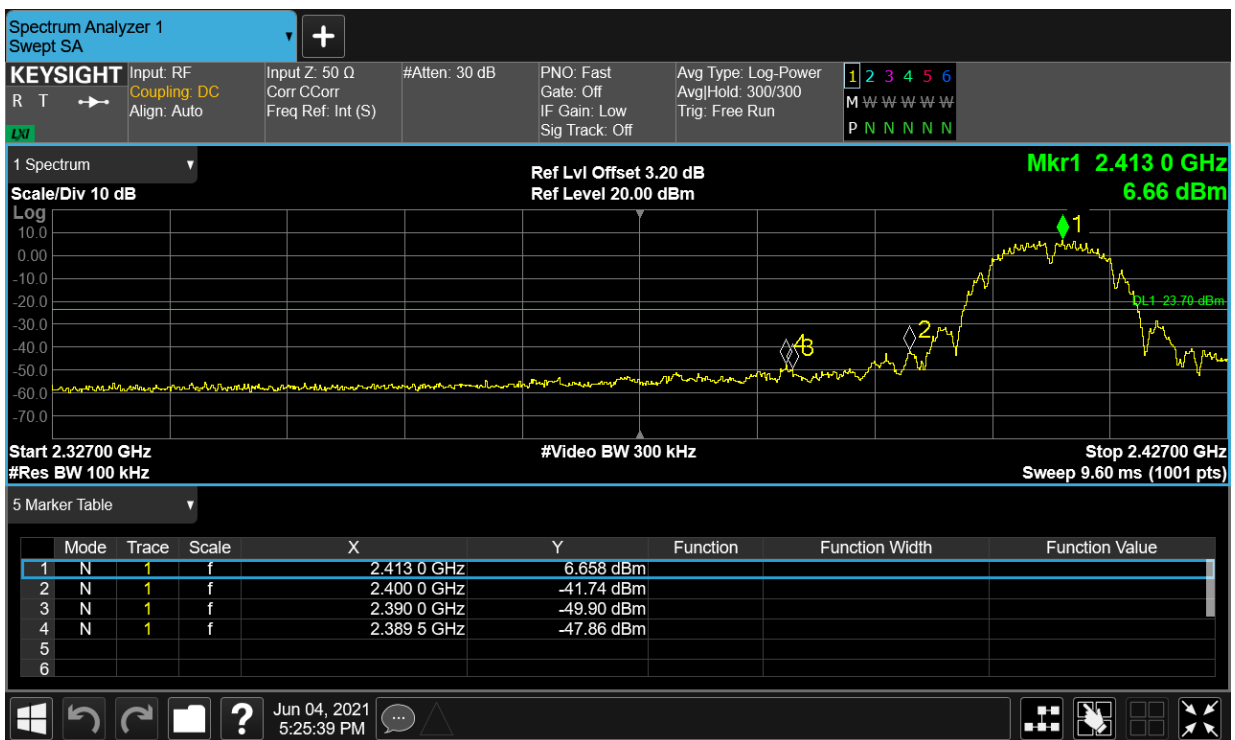 Spectrum Analyzer 1
Swept SA
KEYSIGHT
R T
LXI
Input: RF
Coupling: DC
Align: Auto
Input Z: 50 Ω
Corr CCorr
Freq Ref: Int (S)
#Atten: 30 dB
PNO: Fast
Gate: Off
IF Gain: Low
Sig Track: Off
Avg Type: Log-Power
Avg|Hold: 300/300
Trig: Free Run
1 2 3 4 5 6
M W W W W W
P N N N N N
1 Spectrum
Scale/Div 10 dB
Ref Lvl Offset 3.20 dB
Ref Level 20.00 dBm
Mkr1 2.413 0 GHz
6.66 dBm
Log
10.0
0.00
-10.0
-20.0
-30.0
-40.0
-50.0
-60.0
-70.0
1
2
4
3
DL1 -23.70 dBm
Start 2.32700 GHz
#Video BW 300 kHz
Stop 2.42700 GHz
#Res BW 100 kHz
Sweep 9.60 ms (1001 pts)
5 Marker Table
Mode Trace Scale X Y Function Function Width Function Value
1 N 1 f 2.413 0 GHz 6.658 dBm
2 N 1 f 2.400 0 GHz -41.74 dBm
3 N 1 f 2.390 0 GHz -49.90 dBm
4 N 1 f 2.389 5 GHz -47.86 dBm
5
6
?
Jun 04, 2021
5:25:39 PM